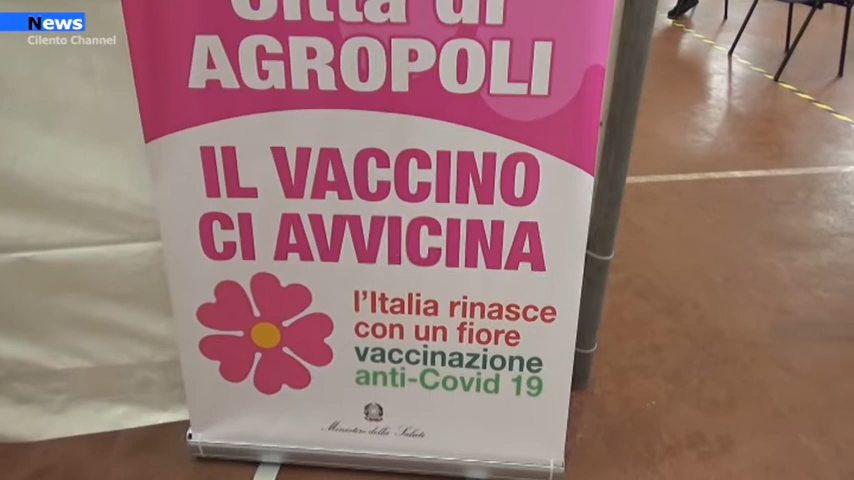 News
Cilento Channel
Città di
AGROPOLI
IL VACCINO
CI AVVICINA
l'Italia rinasce
con un fiore
vaccinazione
anti-Covid 19
Ministero della Salute